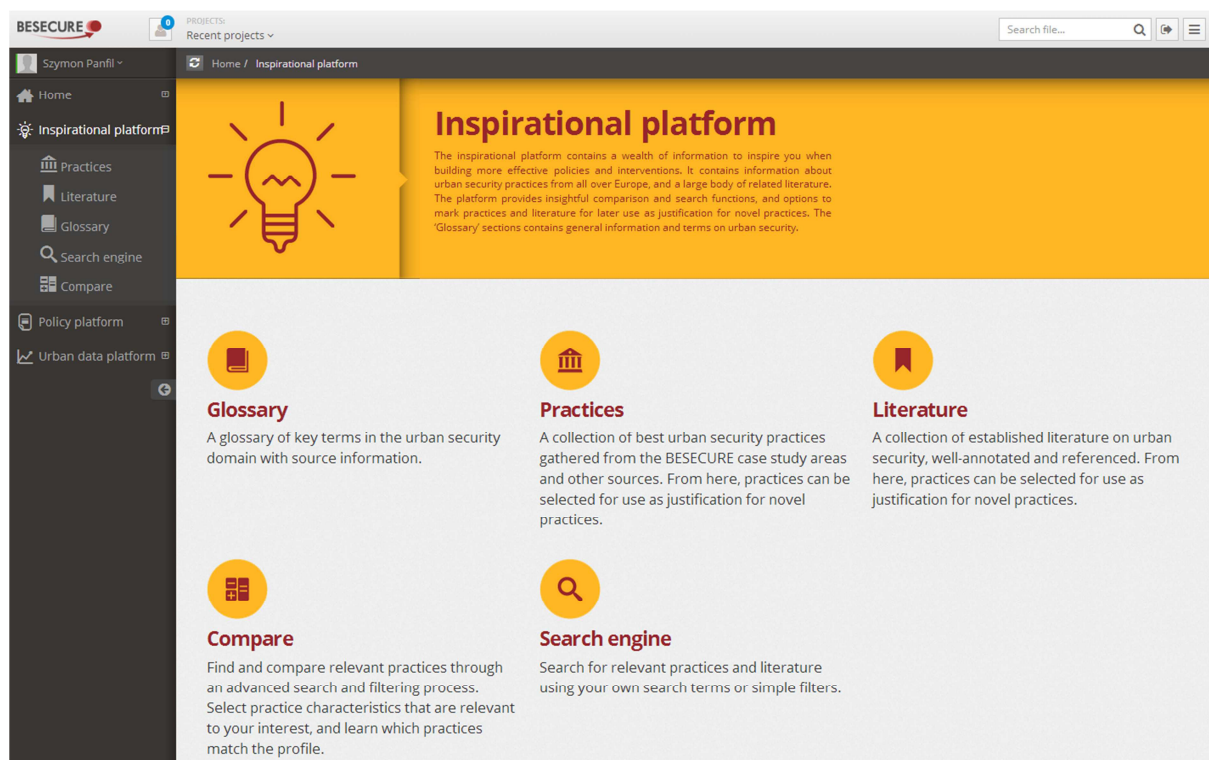 BESECURE
0
PROJECTS:
Recent projects
Search file...
Szymon Panfil
Home / Inspirational platform
Home
Inspirational platform
Practices
Literature
Glossary
Search engine
Compare
Policy platform
Urban data platform
Inspirational platform
The inspirational platform contains a wealth of information to inspire you when
building more effective policies and interventions. It contains information about
urban security practices from all over Europe, and a large body of related literature.
The platform provides insightful comparison and search functions, and options to
mark practices and literature for later use as justification for novel practices. The
'Glossary' sections contains general information and terms on urban security.
Glossary
A glossary of key terms in the urban security
domain with source information.
Practices
A collection of best urban security practices
gathered from the BESECURE case study areas
and other sources. From here, practices can be
selected for use as justification for novel
practices.
Literature
A collection of established literature on urban
security, well-annotated and referenced. From
here, practices can be selected for use as
justification for novel practices.
Compare
Find and compare relevant practices through
an advanced search and filtering process.
Select practice characteristics that are relevant
to your interest, and learn which practices
match the profile.
Search engine
Search for relevant practices and literature
using your own search terms or simple filters.